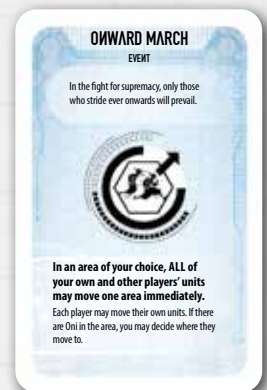 ONWARD MARCH
EVENT
In the fight for supremacy, only those
who stride ever onwards will prevail.
In an area of your choice, ALL of
your own and other players' units
may move one area immediately.
Each player may move their own units. If there
are Oni in the area, you may decide where they
move to.